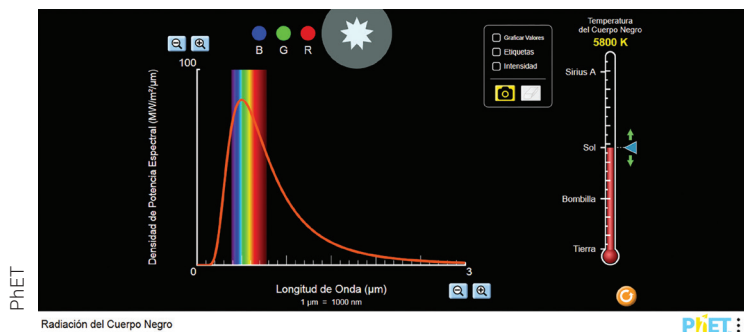 B G R
Graficar Valores
Etiquetas
Intensidad
Temperatura
del Cuerpo Negro
5800 K
Sirius A
Sol
Bombilla
Tierra
100
Densidad de Potencia Espectral (MW/m²/µm)
0
3
Longitud de Onda (µm)
1 µm = 1000 nm
PhET
Radiación del Cuerpo Negro
PhET